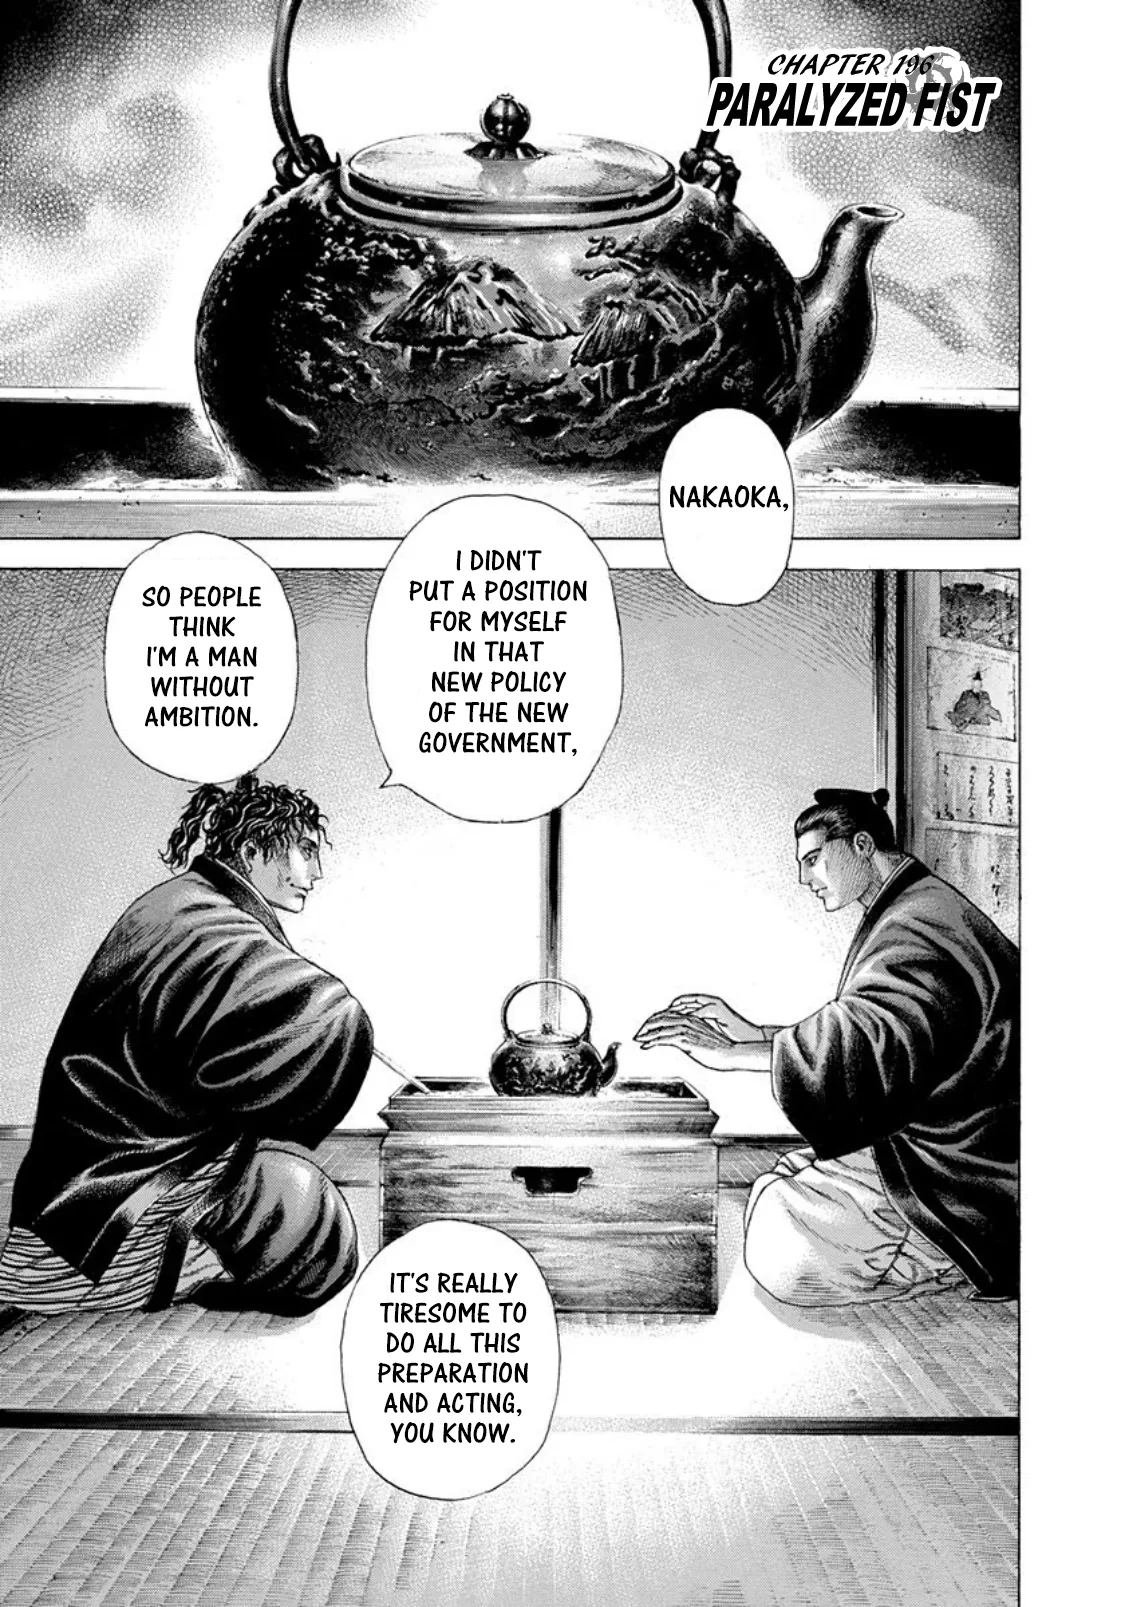 CHAPTER 196
PARALYZED FIST
NAKAOKA,
I DIDN'T
PUT A POSITION
FOR MYSELF
IN THAT
NEW POLICY
OF THE NEW
GOVERNMENT,
SO PEOPLE
THINK
I'M A MAN
WITHOUT
AMBITION.
IT'S REALLY
TIRESOME TO
DO ALL THIS
PREPARATION
AND ACTING,
YOU KNOW.